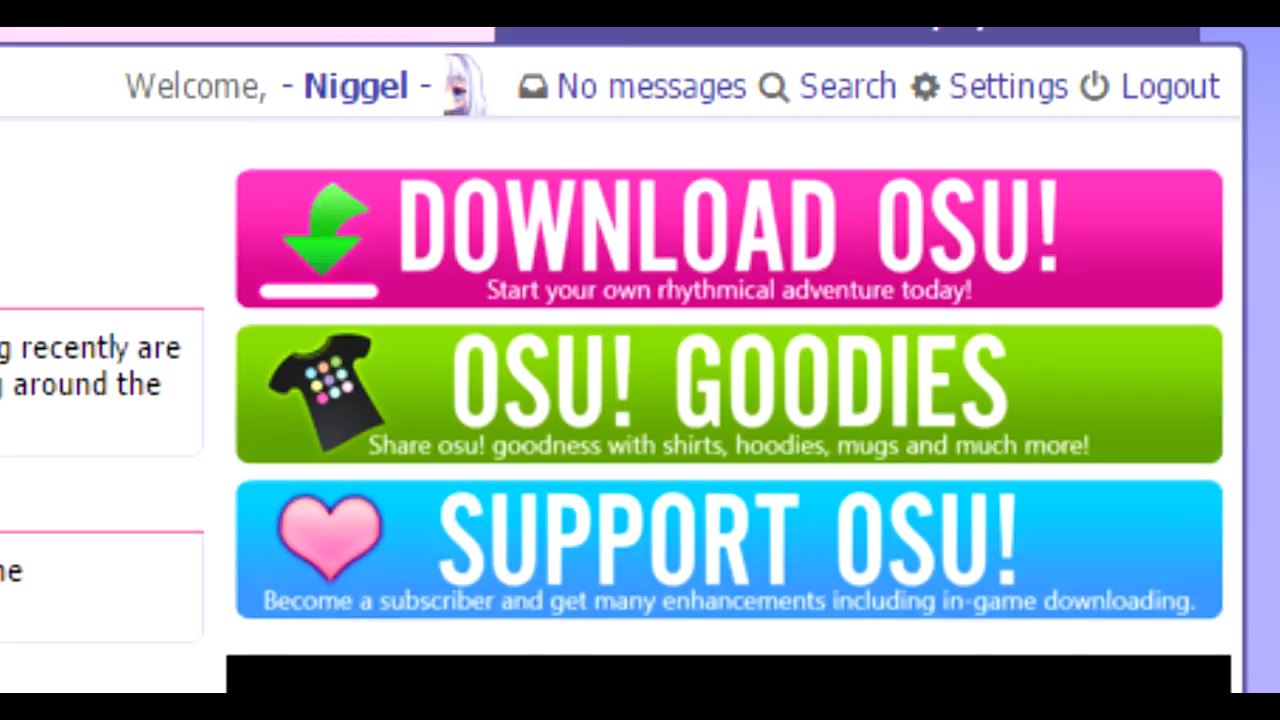 Welcome, - Niggel - No messages Search Settings Logout
DOWNLOAD OSU!
Start your own rhythmical adventure today!
g recently are
g around the
OSU! GOODIES
Share osu! goodness with shirts, hoodies, mugs and much more!
SUPPORT OSU!
Become a subscriber and get many enhancements including in-game downloading.
ne